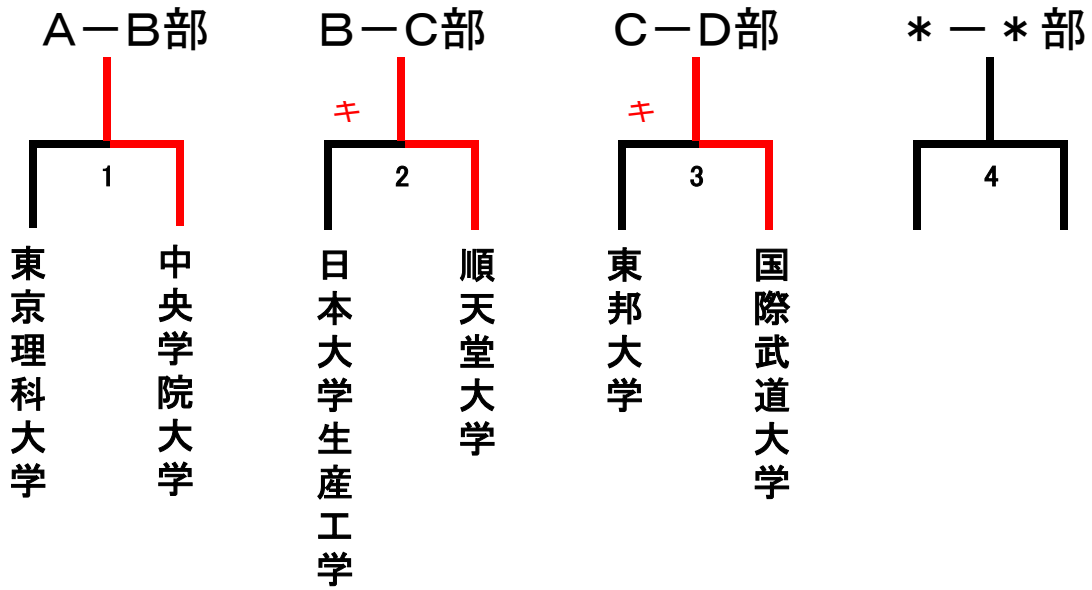 A－B部
B－C部
C－D部
＊－＊部
キ
キ
1
2
3
4
東京理科大学
中央学院大学
日本大学生産工学
順天堂大学
東邦大学
国際武道大学